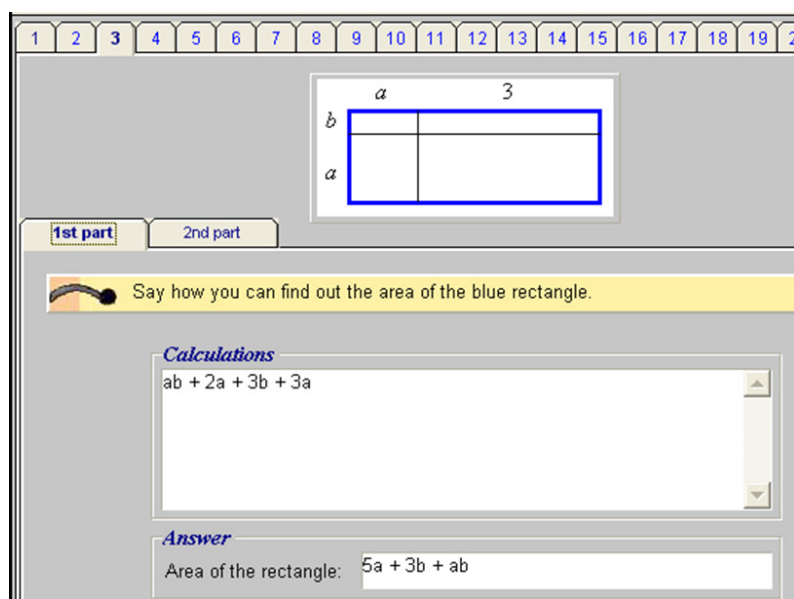 1 2 3 4 5 6 7 8 9 10 11 12 13 14 15 16 17 18 19 2
a 3
b
a
1st part 2nd part
Say how you can find out the area of the blue rectangle.
Calculations
ab + 2a + 3b + 3a
Answer
Area of the rectangle: 5a + 3b + ab